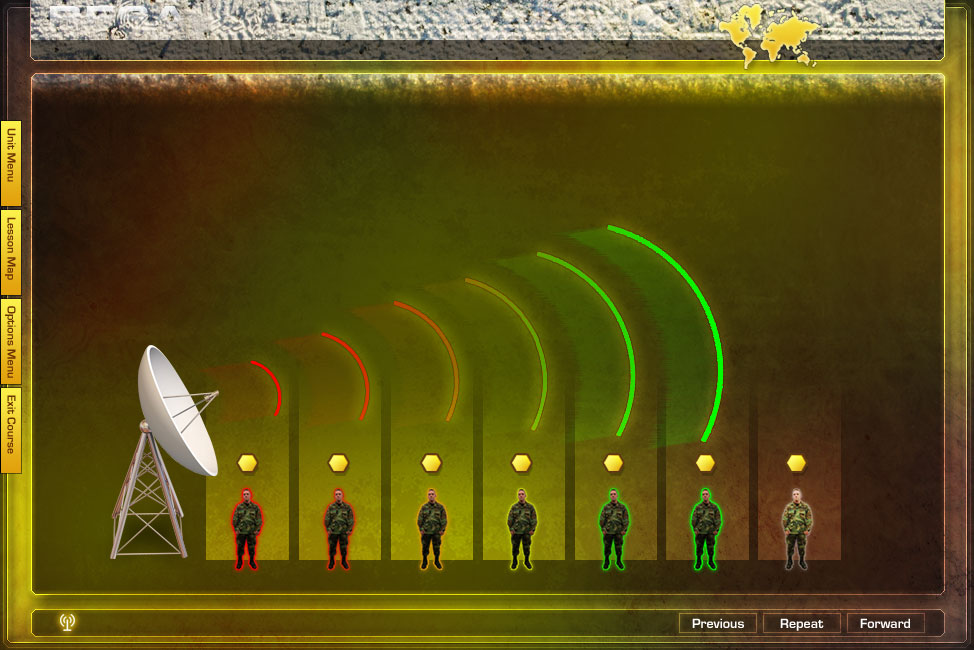 Unit Menu
Lesson Map
Options Menu
Exit Course
Previous
Repeat
Forward